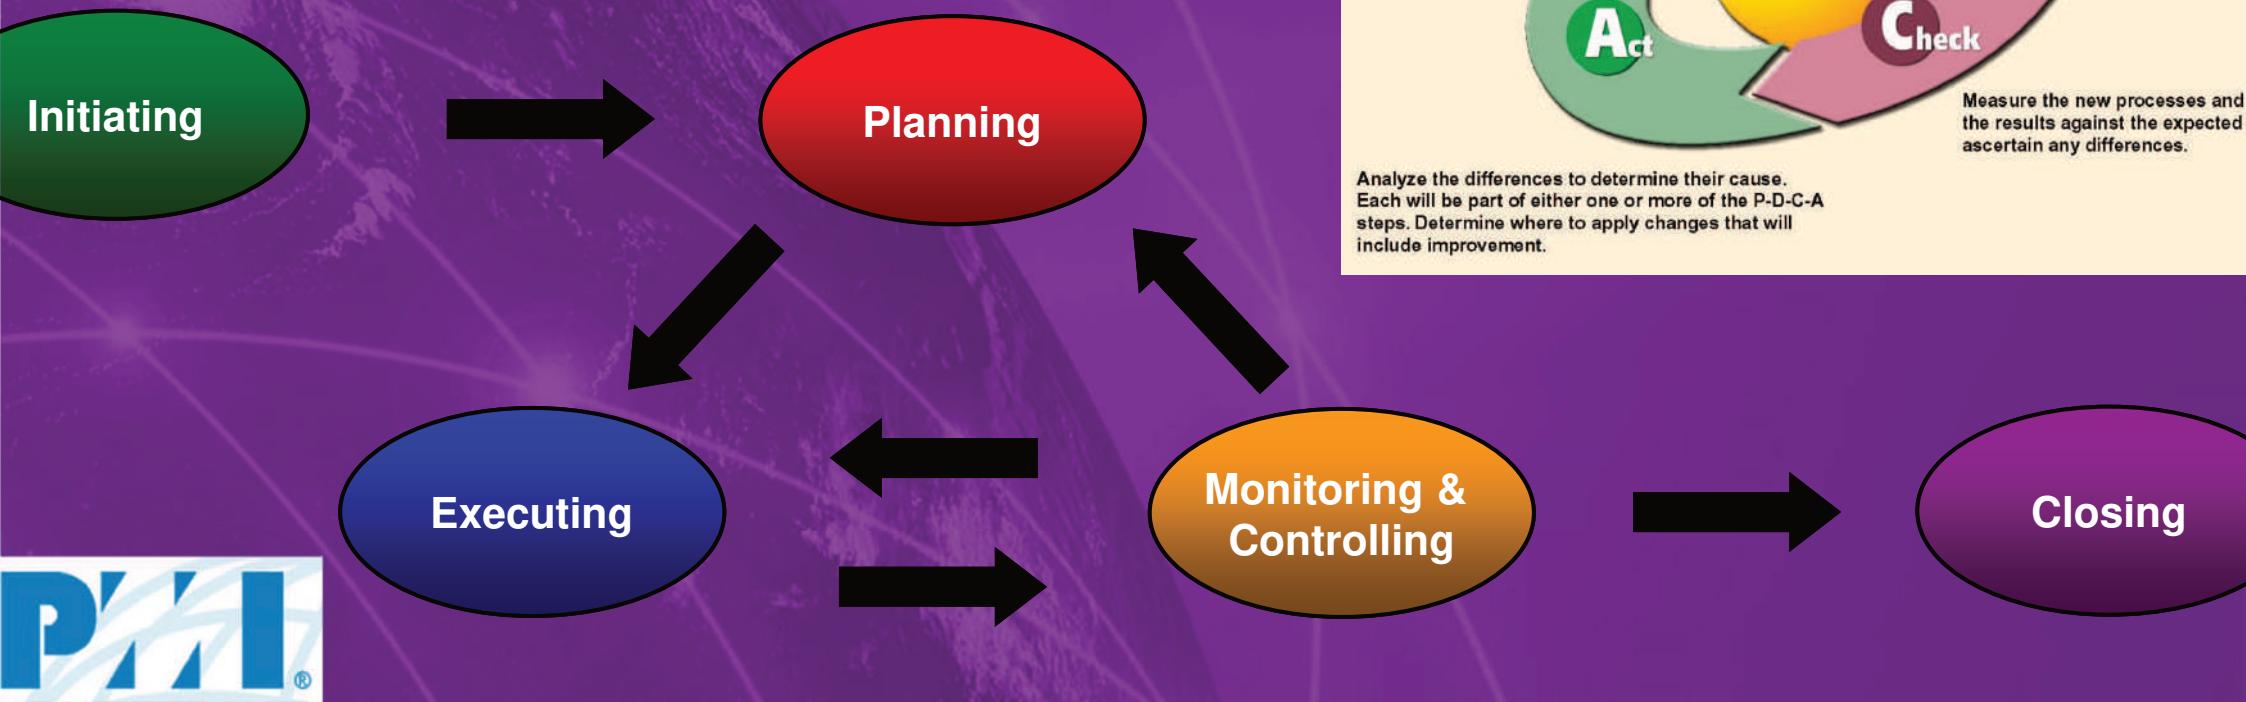 Initiating
Planning
Act
Check
Measure the new processes and
the results against the expected
ascertain any differences.
Analyze the differences to determine their cause.
Each will be part of either one or more of the P-D-C-A
steps. Determine where to apply changes that will
include improvement.
Executing
Monitoring &
Controlling
Closing
PMI
®